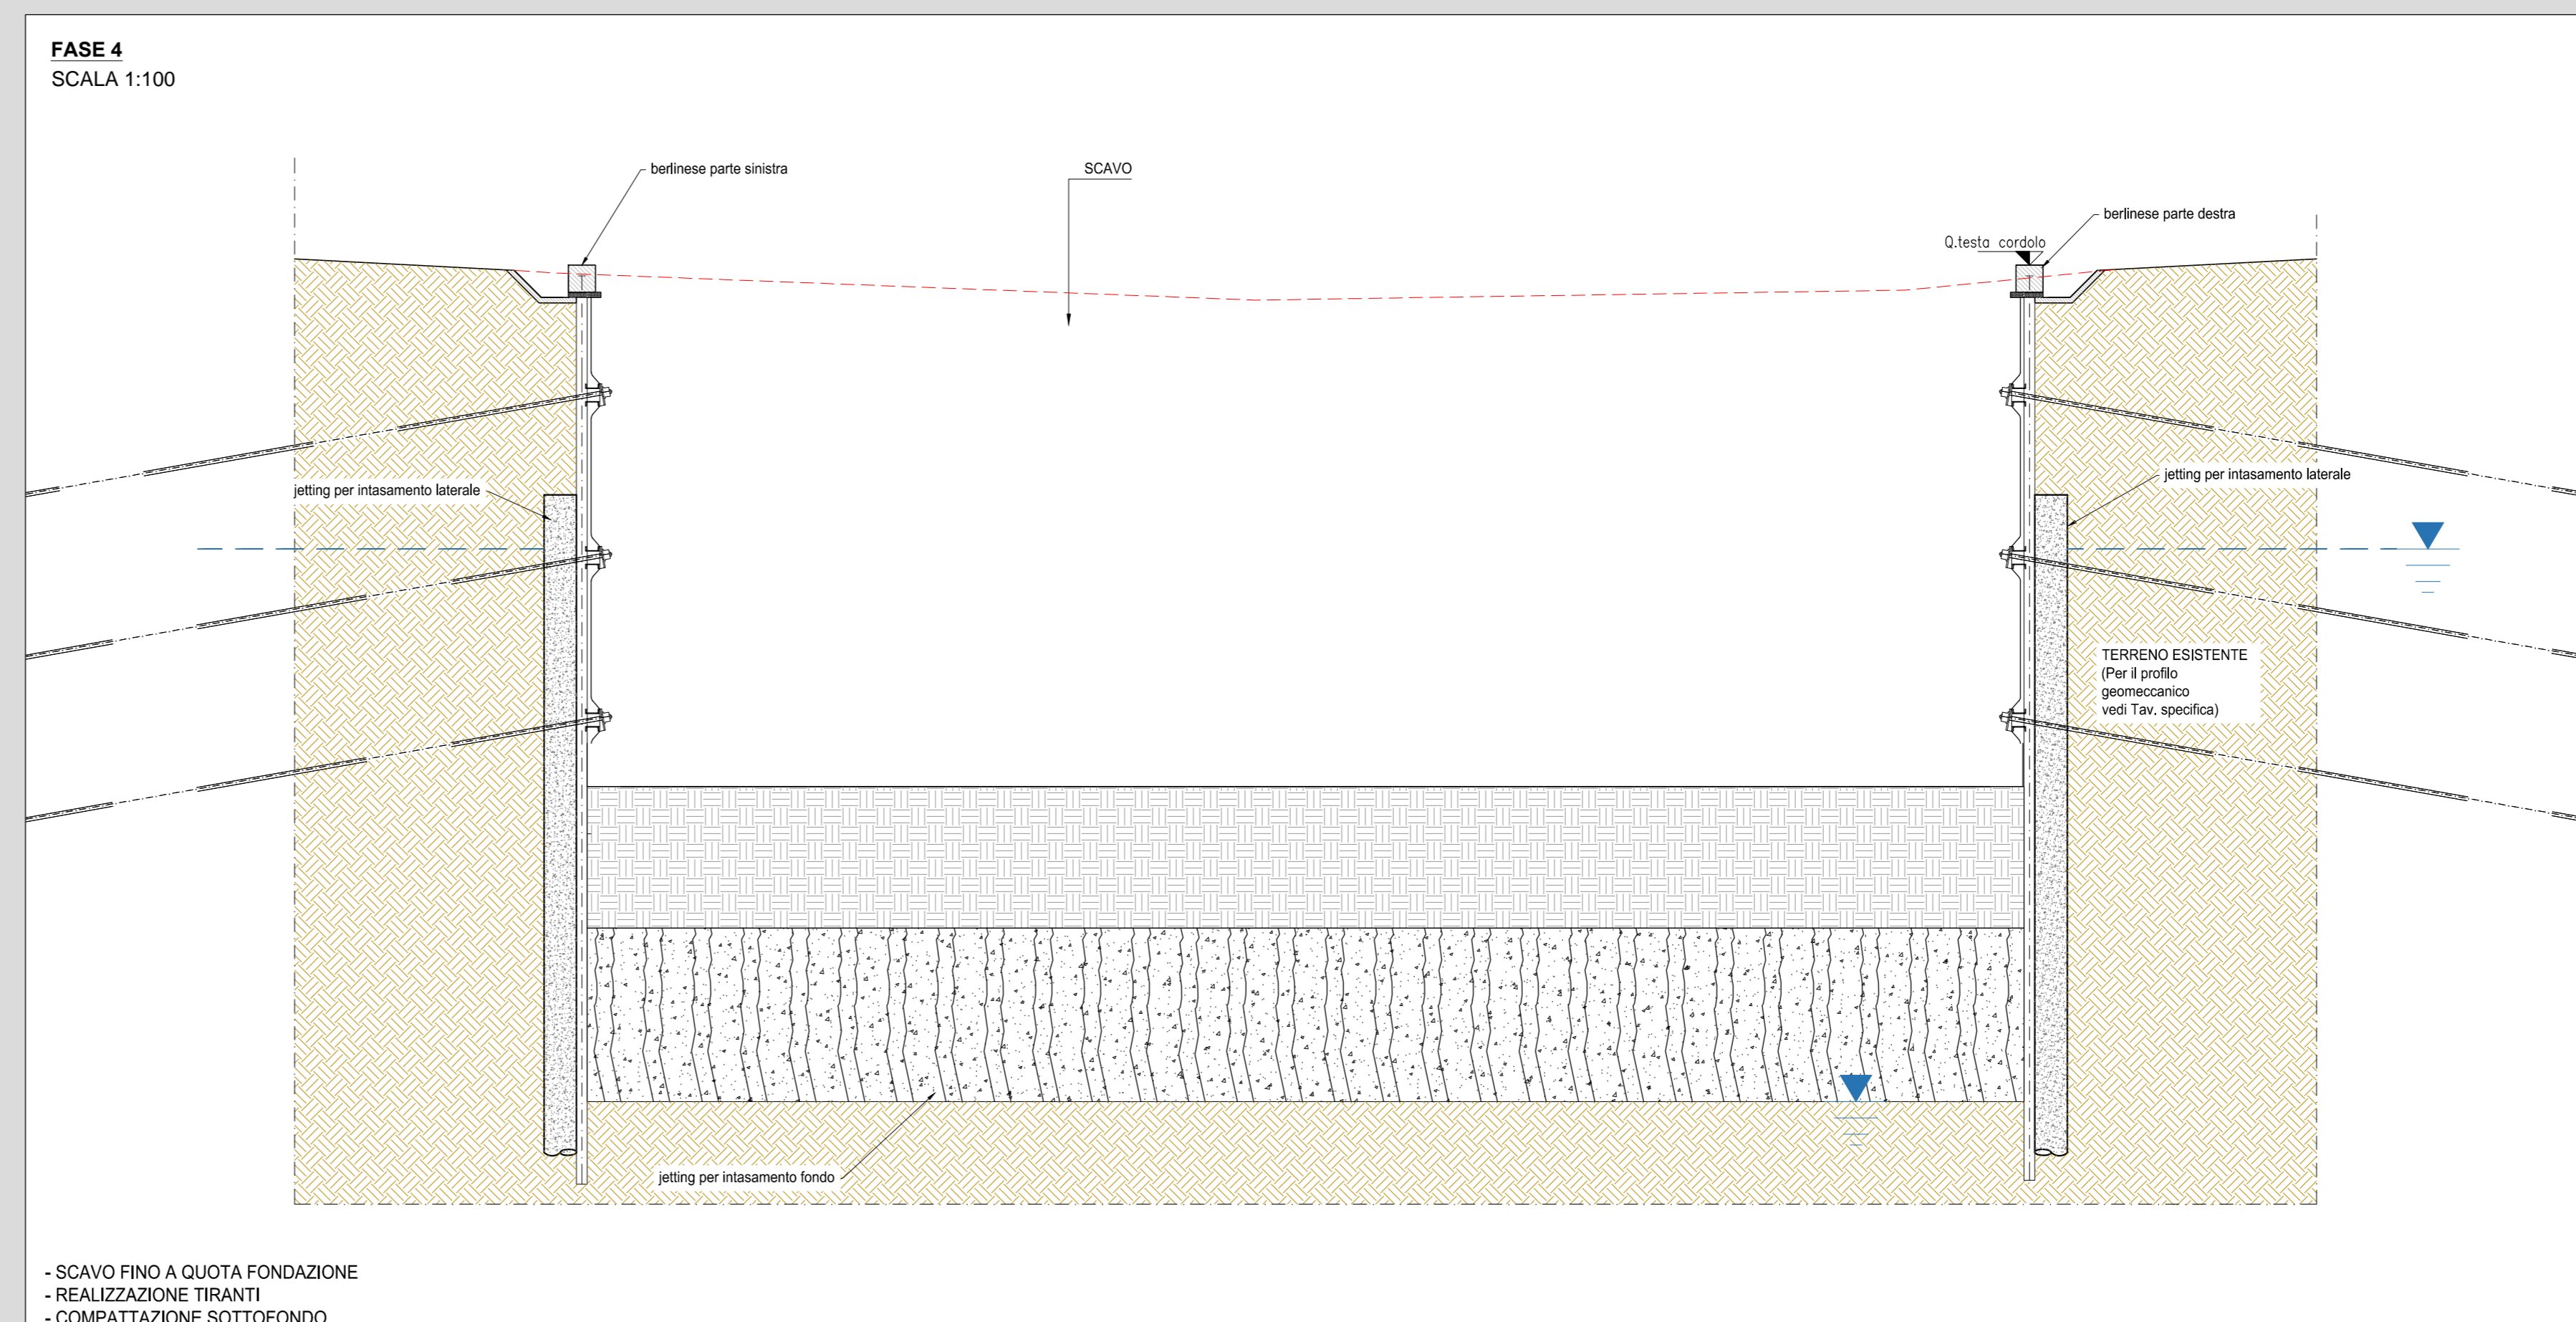 FASE 4
SCALA 1:100
berlinese parte sinistra
SCAVO
berlinese parte destra
Q.testa cordolo
jetting per intasamento laterale
jetting per intasamento laterale
TERRENO ESISTENTE
(Per il profilo
geomeccanico
vedi Tav. specifica)
jetting per intasamento fondo
- SCAVO FINO A QUOTA FONDAZIONE
- REALIZZAZIONE TIRANTI
- COMPATTAZIONE SOTTOFONDO